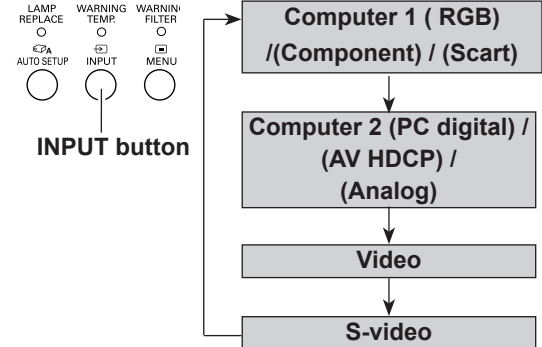 LAMP REPLACE
WARNING TEMP.
WARNIN FILTER
AUTO SETUP
INPUT
MENU
INPUT button
Computer 1 ( RGB)
/(Component) / (Scart)
Computer 2 (PC digital) /
(AV HDCP) /
(Analog)
Video
S-video